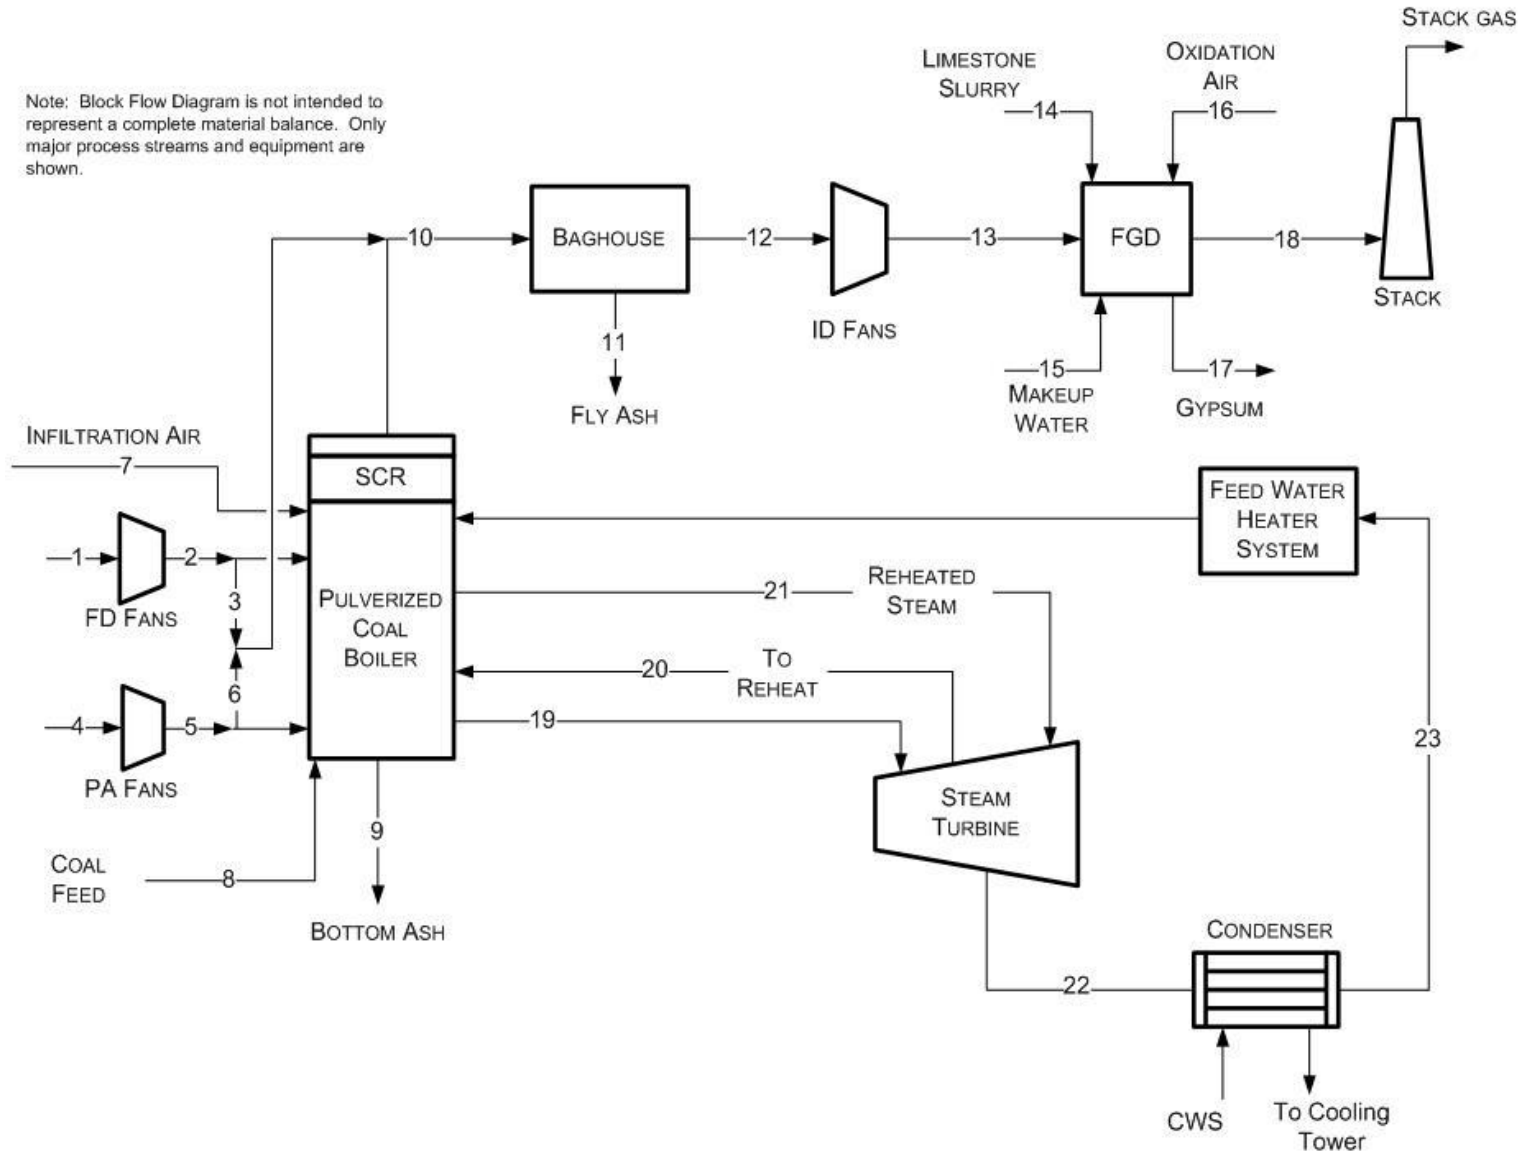 STACK GAS
LIMESTONE
SLURRY
OXIDATION
AIR
Note: Block Flow Diagram is not intended to
represent a complete material balance. Only
major process streams and equipment are
shown.
14
16
BAGHOUSE
FGD
10
12
13
18
STACK
ID FANS
11
15
17
MAKEUP
WATER
GYPSUM
FLY ASH
INFILTRATION AIR
7
SCR
FEED WATER
HEATER
SYSTEM
1
2
3
FD FANS
PULVERIZED
COAL
BOILER
21
REHEATED
STEAM
20
TO
REHEAT
6
4
5
19
PA FANS
23
STEAM
TURBINE
9
COAL
FEED
8
BOTTOM ASH
CONDENSER
22
CWS
To Cooling
Tower